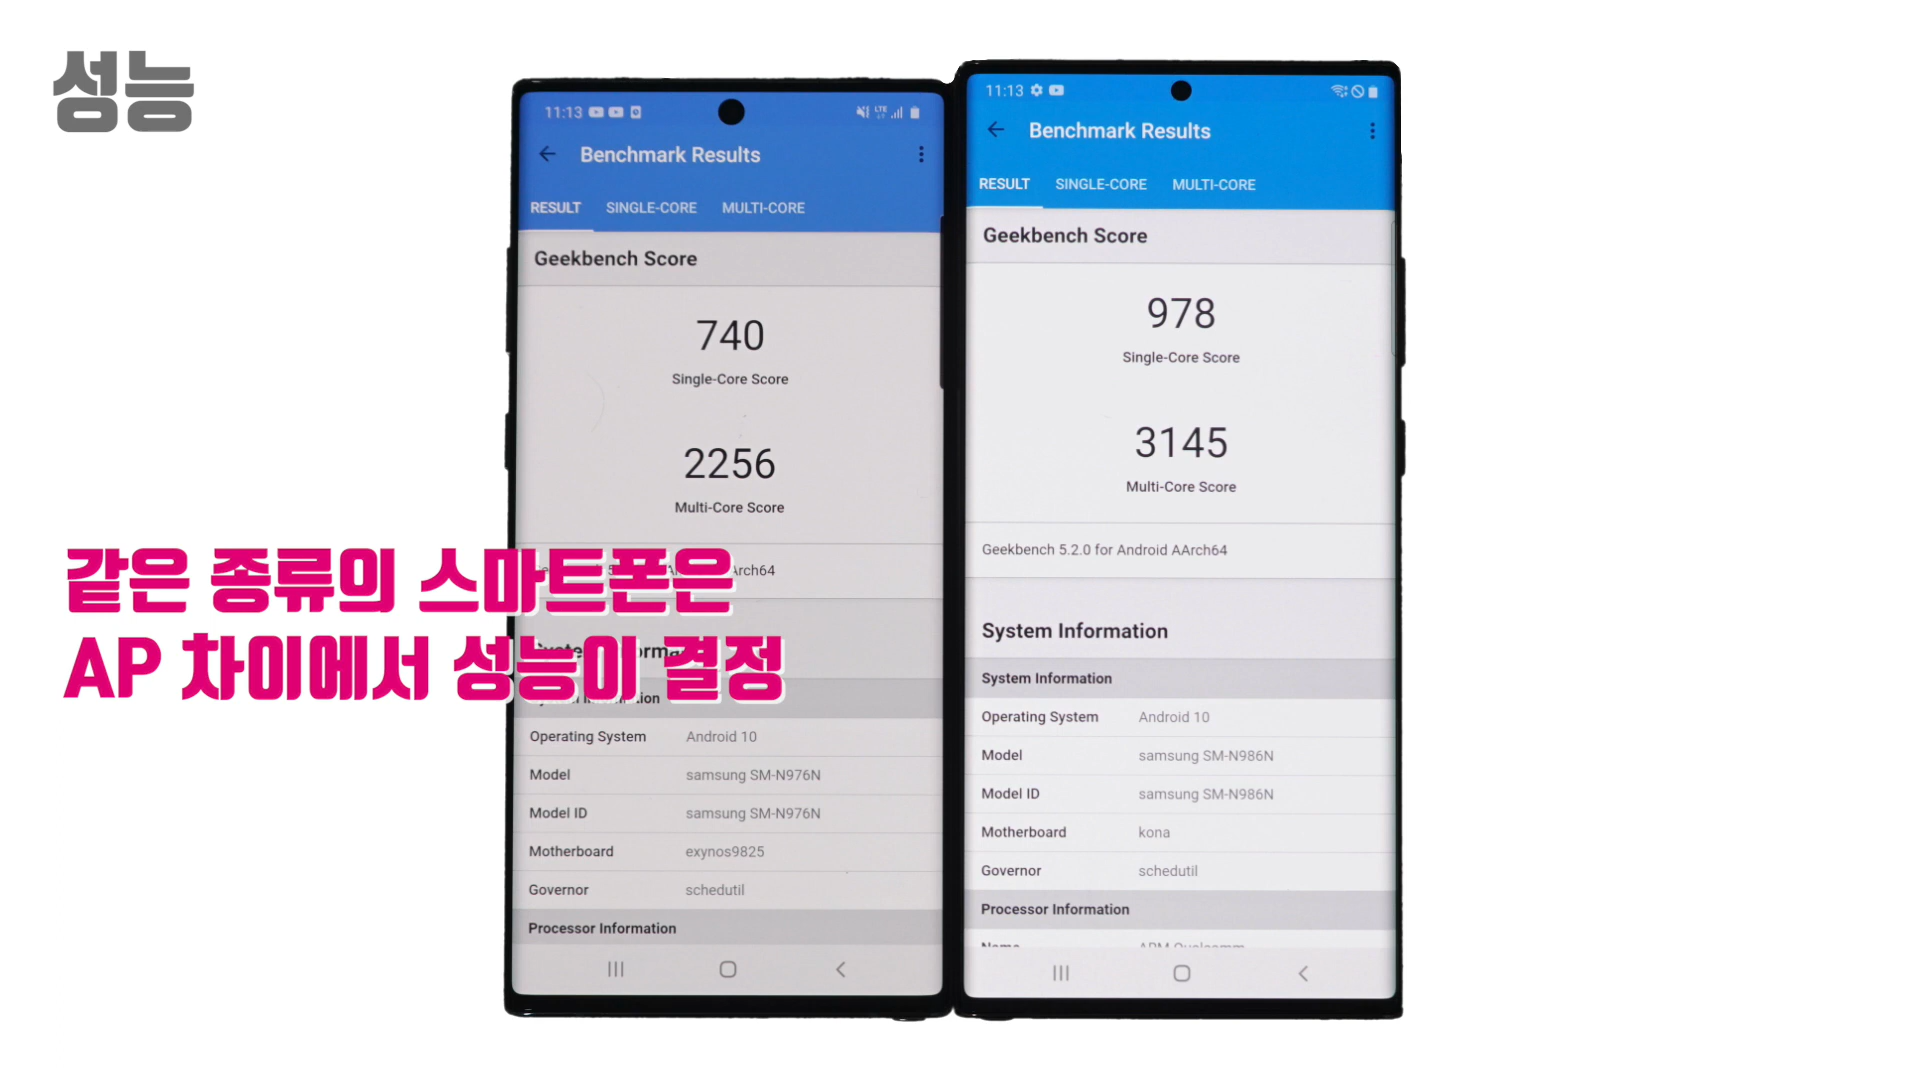 성능
11:13
Benchmark Results
RESULT SINGLE-CORE MULTI-CORE
Geekbench Score
740
Single-Core Score
2256
Multi-Core Score
같은 종류의 스마트폰은
AP 차이에서 성능이 결정
Operating System Android 10
Model samsung SM-N976N
Model ID samsung SM-N976N
Motherboard exynos9825
Governor schedutil
Processor Information
11:13
Benchmark Results
RESULT SINGLE-CORE MULTI-CORE
Geekbench Score
978
Single-Core Score
3145
Multi-Core Score
Geekbench 5.2.0 for Android AArch64
System Information
System Information
Operating System Android 10
Model samsung SM-N986N
Model ID samsung SM-N986N
Motherboard kona
Governor schedutil
Processor Information